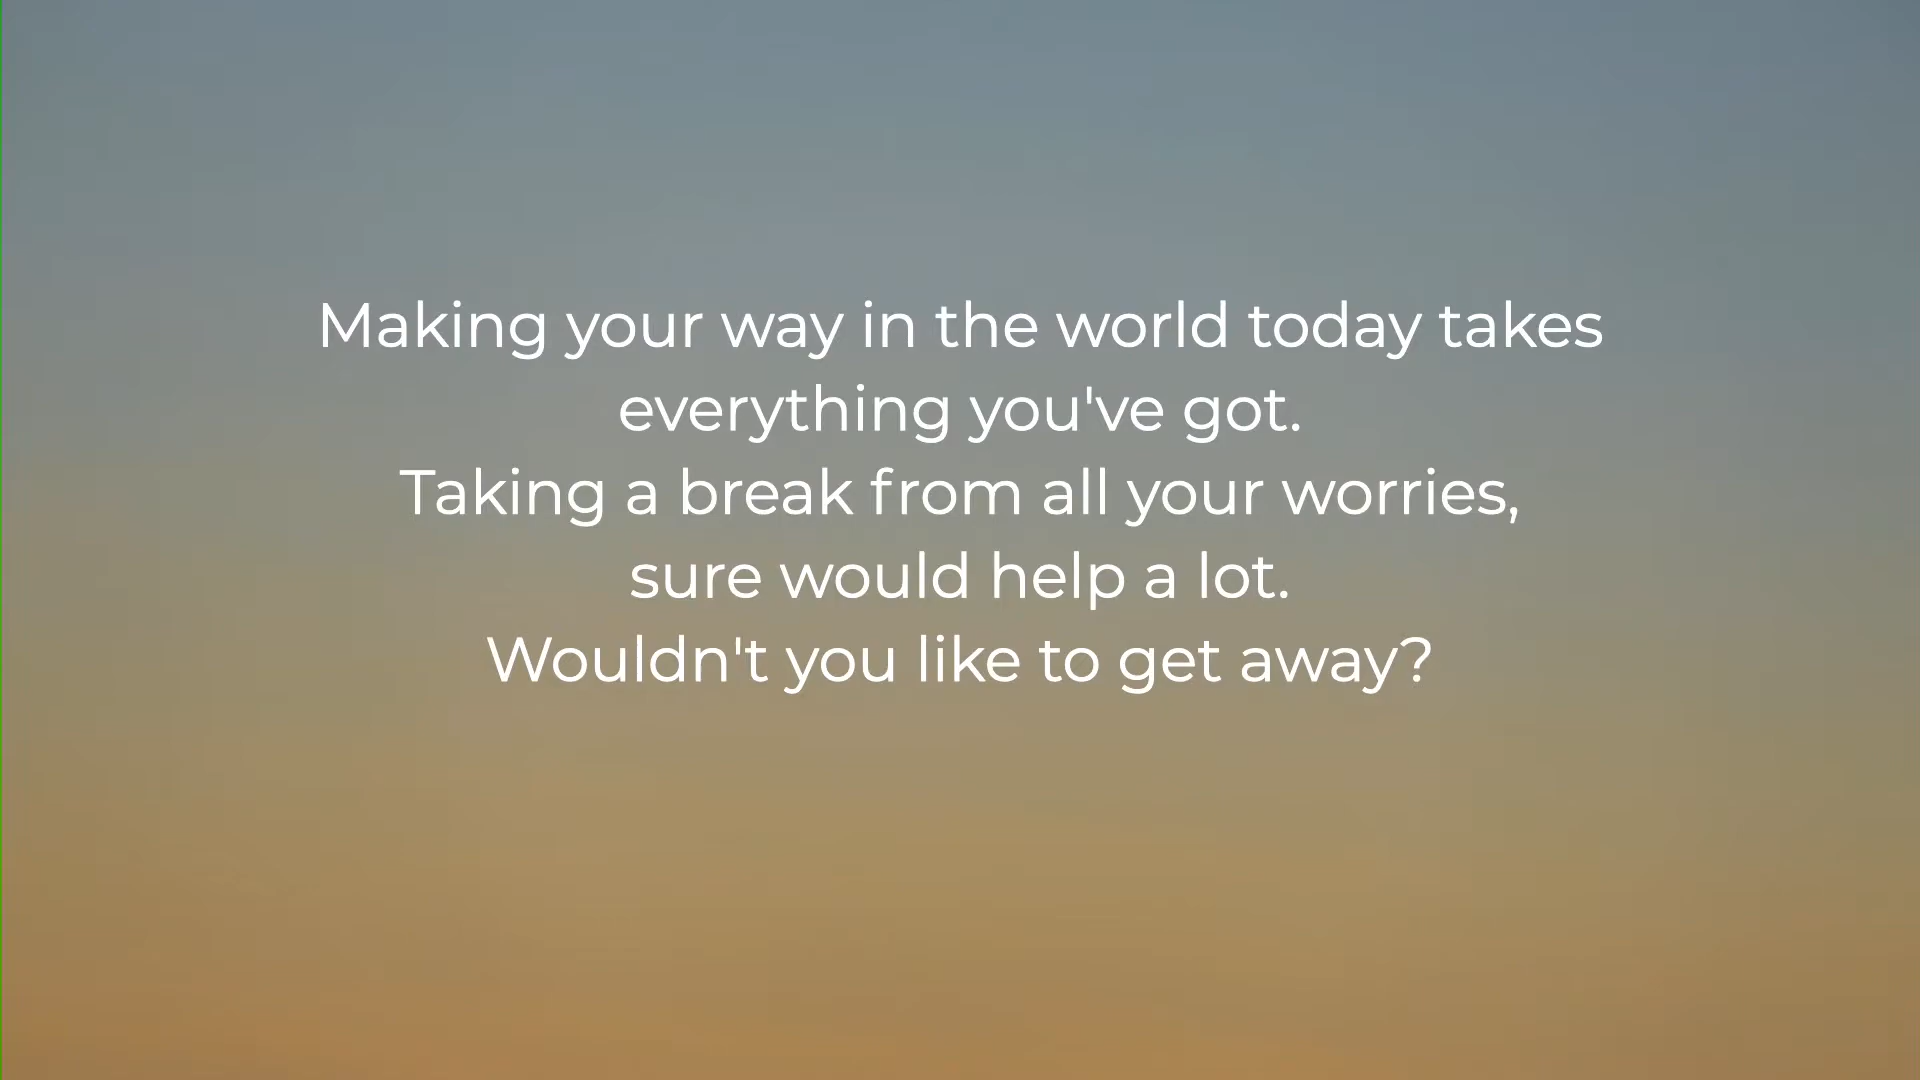 Making your way in the world today takes
everything you've got.
Taking a break from all your worries,
sure would help a lot.
Wouldn't you like to get away?